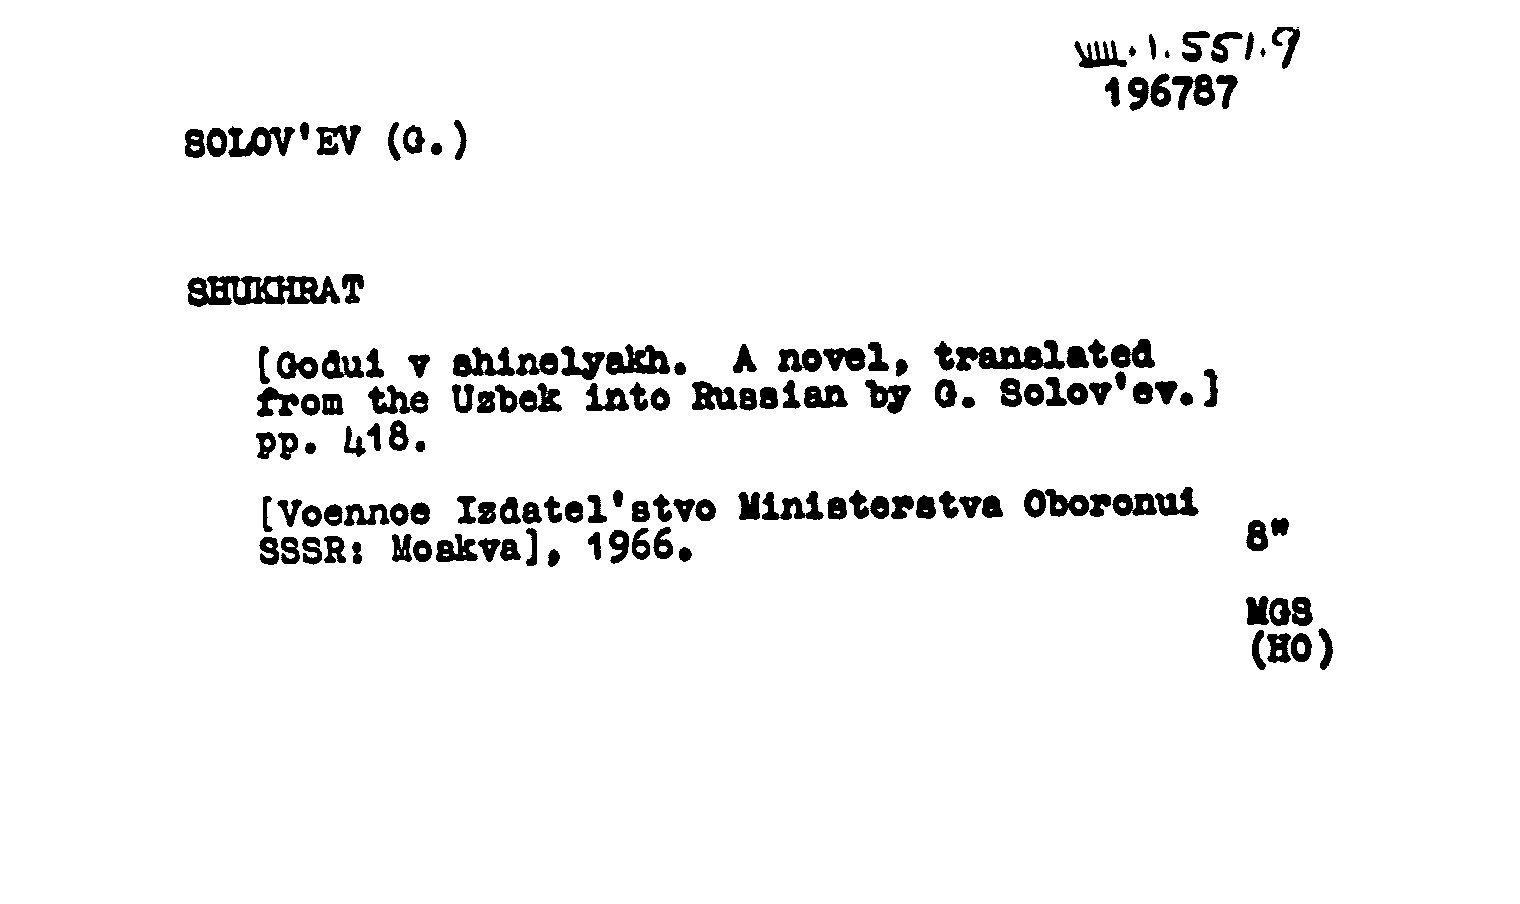 VIIII.1.551.9
196787
SOLOV'EV (G.)
SHUKHRAT
[Godui v shinelyakh. A novel, translated
from the Uzbek into Russian by G. Solov'ev.]
pp. 418.
[Voennoe Izdatel'stvo Ministerstva Oboronui
SSSR: Moskva], 1966.
8"
MGS
(HO)